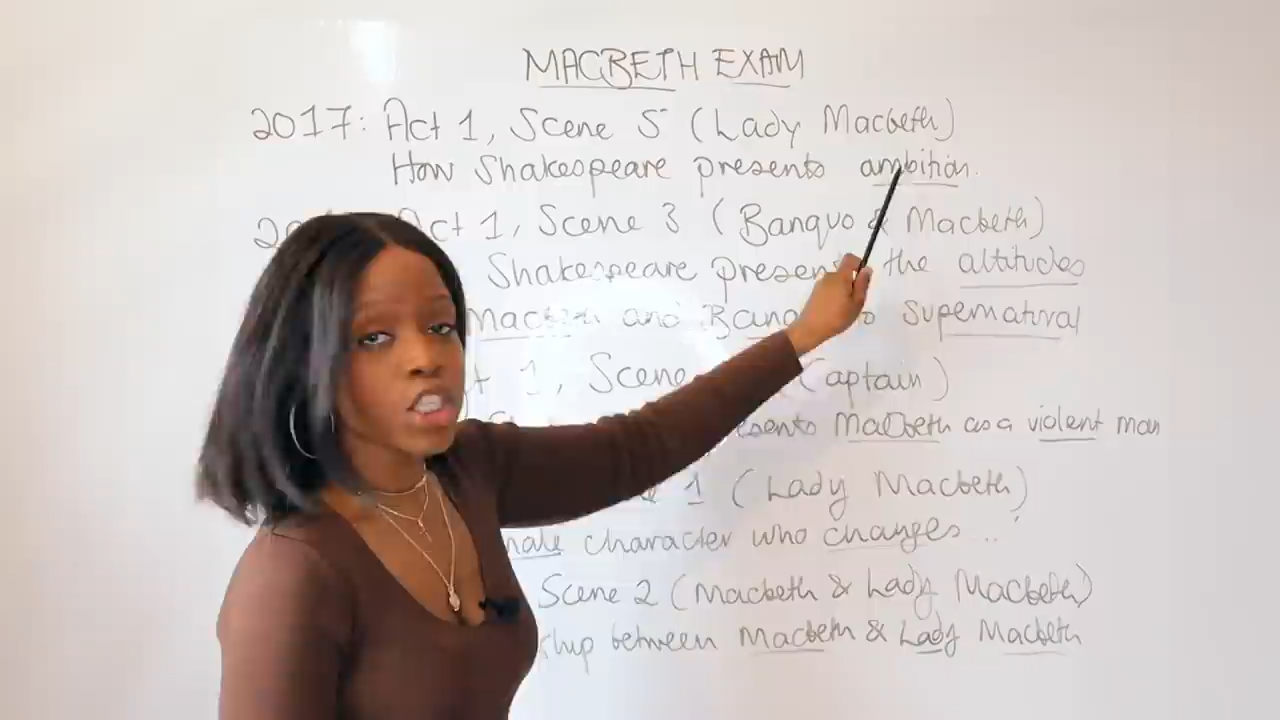 MACBETH EXAM
2017: Act 1, Scene 5 (Lady Macbeth)
How Shakespeare presents ambition.
Act 1, Scene 3 (Banquo & Macbeth)
Shakespeare presents the attitudes
Macbeth and Banquo to supernatural
1, Scene (Captain)
presents Macbeth as a violent man
1 (Lady Macbeth)
character who changes...
Scene 2 (Macbeth & Lady Macbeth)
between Macbeth & Lady Macbeth